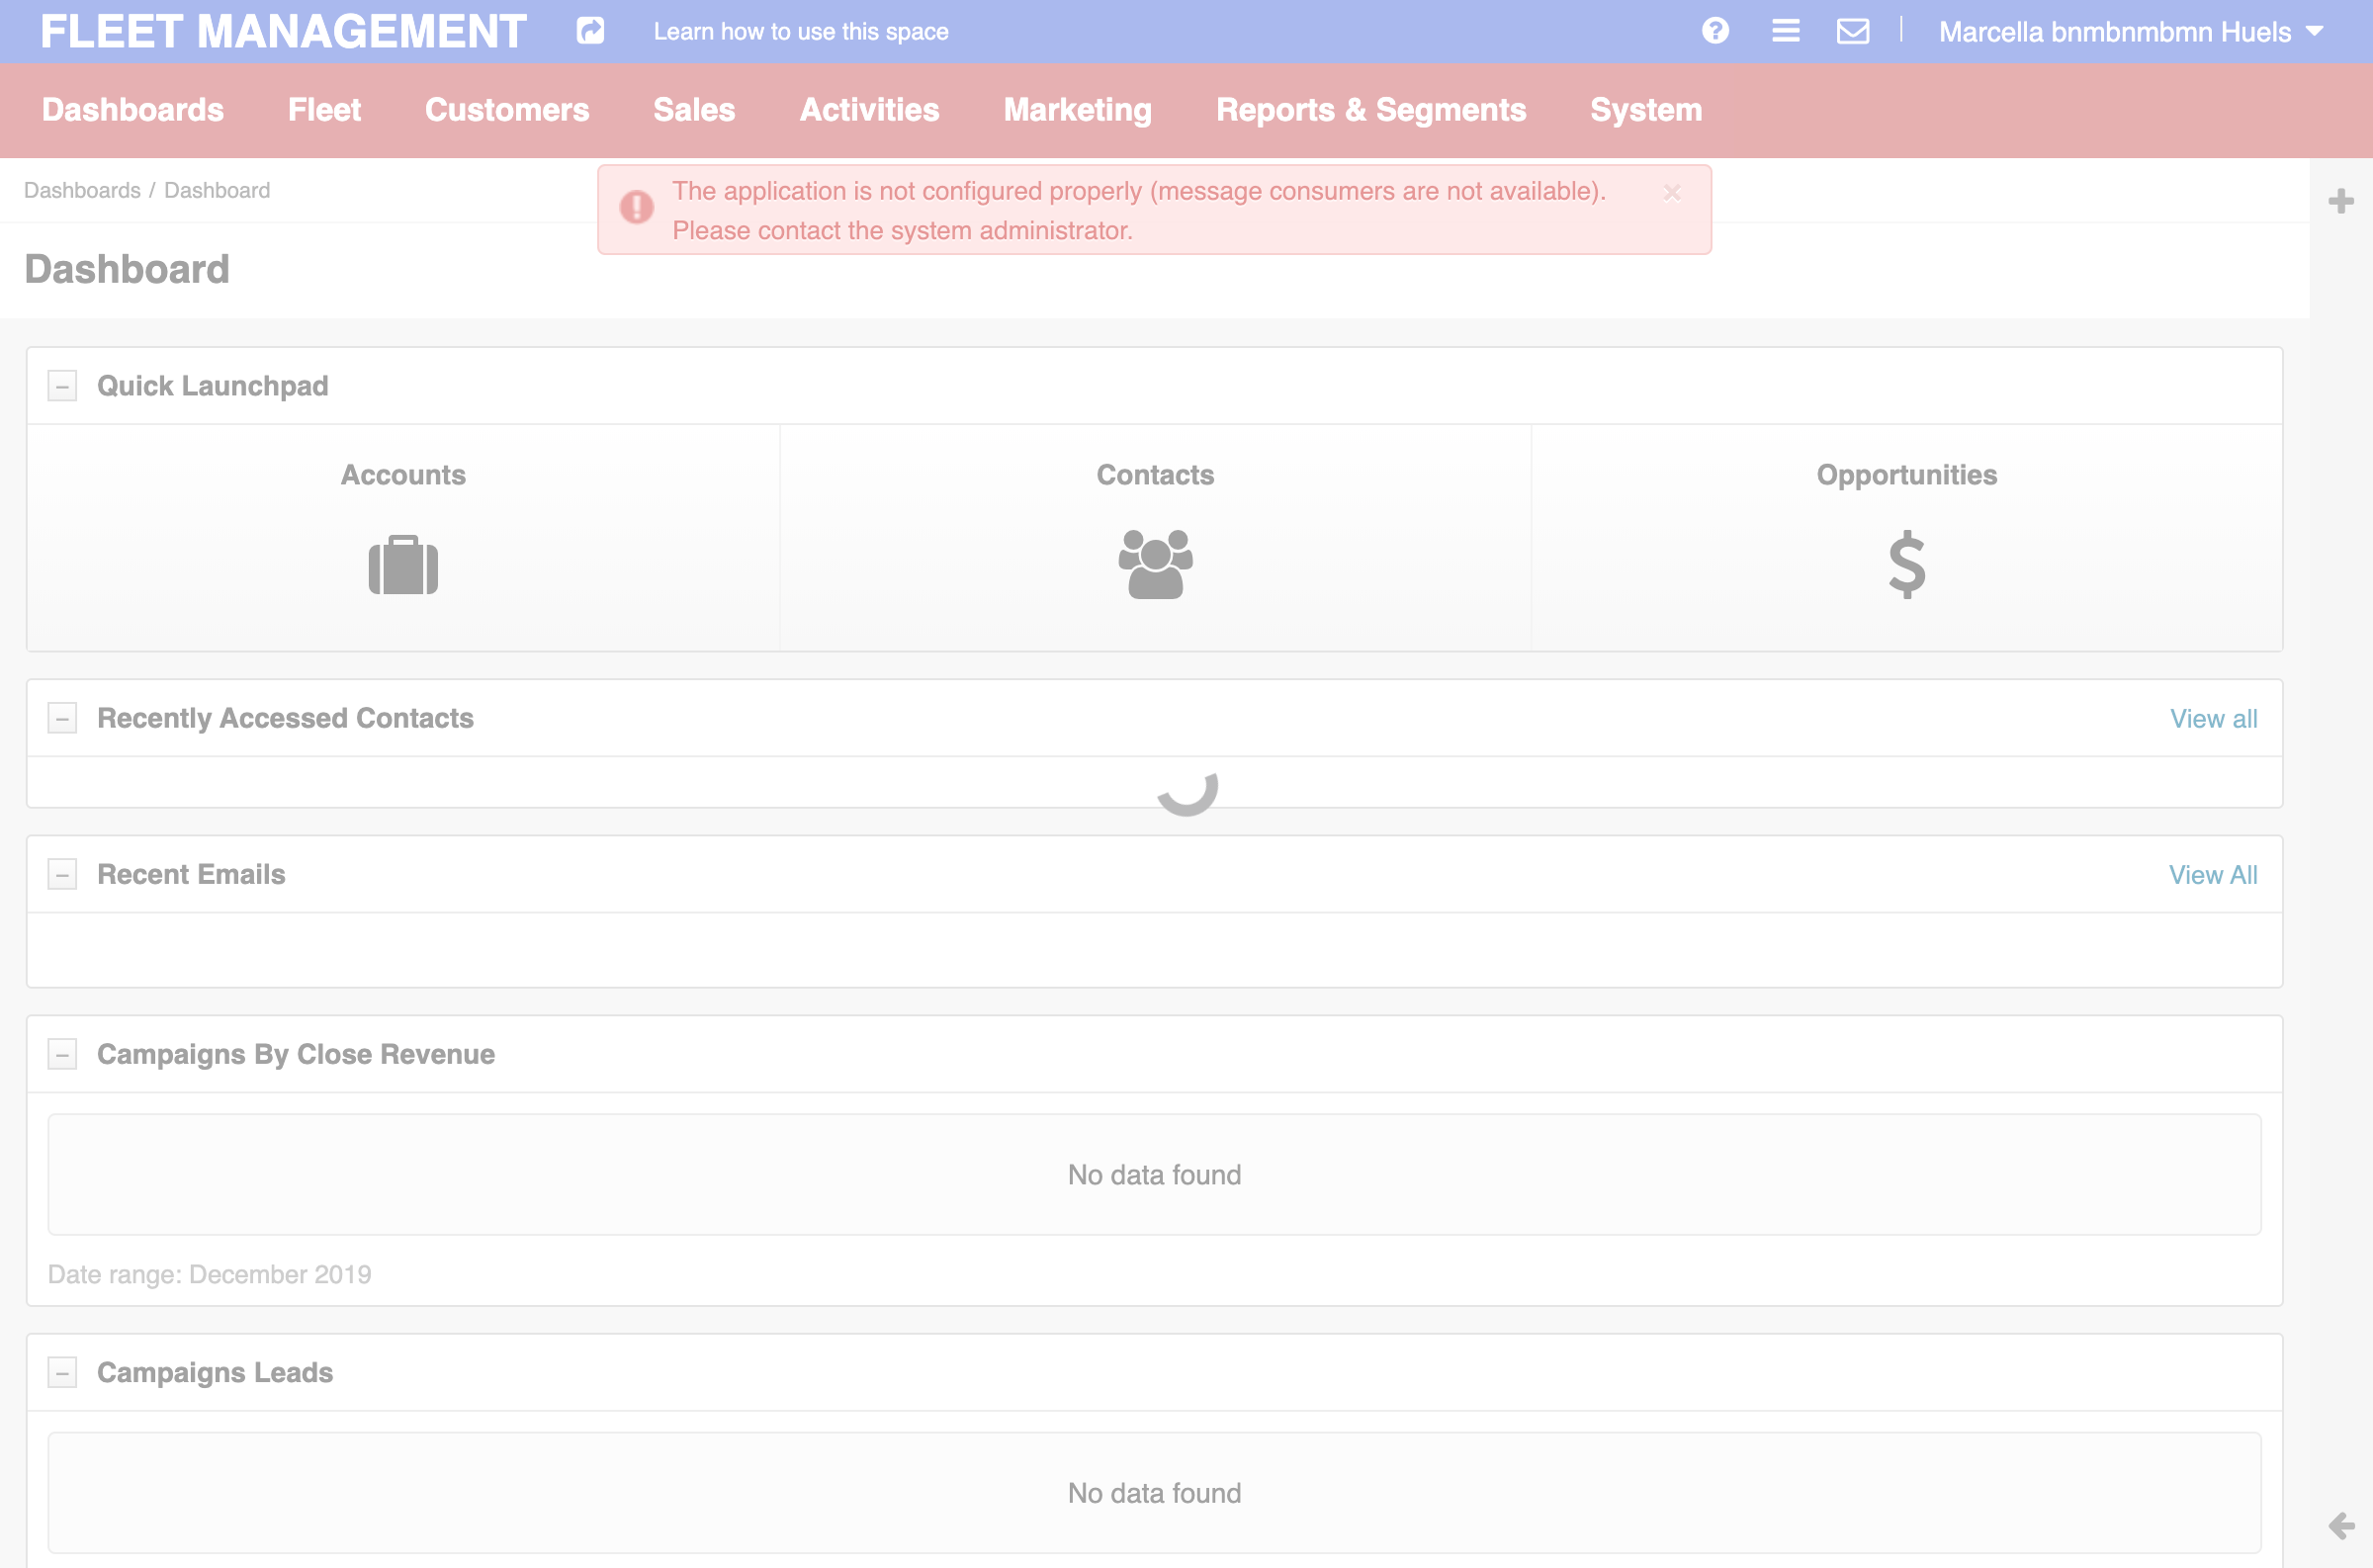 FLEET MANAGEMENT
Learn how to use this space
Marcella bnmbnmbmn Huels
Dashboards Fleet Customers Sales Activities Marketing Reports & Segments System
Dashboards / Dashboard
The application is not configured properly (message consumers are not available).
Please contact the system administrator.
Dashboard
Quick Launchpad
Accounts
Contacts
Opportunities
Recently Accessed Contacts
View all
Recent Emails
View All
Campaigns By Close Revenue
No data found
Date range: December 2019
Campaigns Leads
No data found